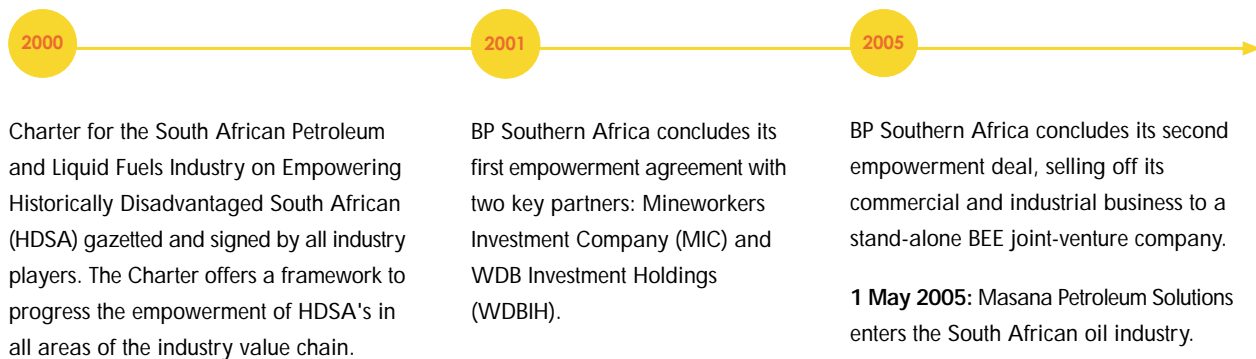 2000
Charter for the South African Petroleum
and Liquid Fuels Industry on Empowering
Historically Disadvantaged South African
(HDSA) gazetted and signed by all industry
players. The Charter offers a framework to
progress the empowerment of HDSA's in
all areas of the industry value chain.
2001
BP Southern Africa concludes its
first empowerment agreement with
two key partners: Mineworkers
Investment Company (MIC) and
WDB Investment Holdings
(WDBIH).
2005
BP Southern Africa concludes its second
empowerment deal, selling off its
commercial and industrial business to a
stand-alone BEE joint-venture company.
1 May 2005: Masana Petroleum Solutions
enters the South African oil industry.